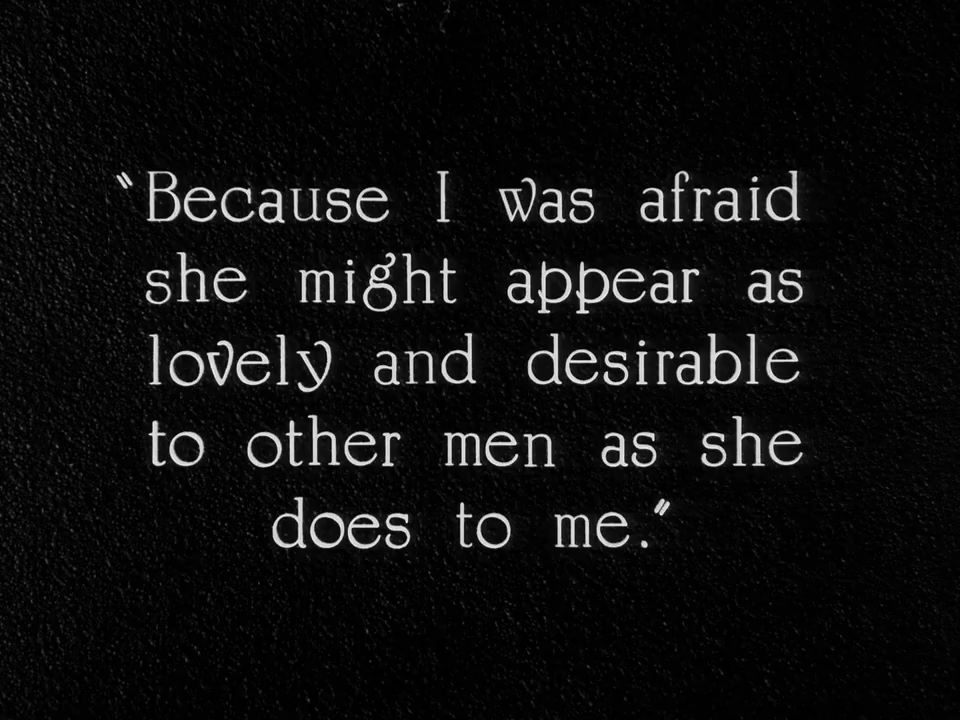 "Because I was afraid
she might appear as
lovely and desirable
to other men as she
does to me."